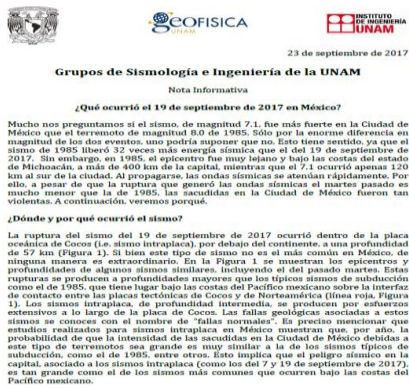 GEOFISICA
UNAM
INSTITUTO
DE INGENIERÍA
UNAM
23 de septiembre de 2017
Grupos de Sismología e Ingeniería de la UNAM
Nota Informativa
¿Qué ocurrió el 19 de septiembre de 2017 en México?
Mucho nos preguntamos si el sismo, de magnitud 7.1, fue más fuerte en la Ciudad de
México que el terremoto de magnitud 8.0 de 1985. Sólo por la enorme diferencia en
magnitud de los dos eventos, uno podría suponer que no. Esto tiene sentido, ya que el
sismo de 1985 liberó 32 veces más energía sísmica que el del 19 de septiembre de
2017. Sin embargo, en 1985, el epicentro fue muy lejano y bajo las costas del estado
de Michoacán, a más de 400 km de la capital, mientras que el 7.1 ocurrió apenas 120
km al sur de la ciudad. Al propagarse, las ondas sísmicas se atenúan rápidamente. Por
ello, a pesar de que la ruptura que generó las ondas sísmicas el martes pasado es
mucho menor que la de 1985, las sacudidas en la Ciudad de México fueron tan
violentas. A continuación, veremos porqué.
¿Dónde y por qué ocurrió el sismo?
La ruptura del sismo del 19 de septiembre de 2017 ocurrió dentro de la placa
oceánica de Cocos (i.e. sismo intraplaca), por debajo del continente, a una profundidad
de 57 km (Figura 1). Si bien este tipo de sismo no es el más común en México, de
ninguna manera es extraordinario. En la Figura 1 se muestran los epicentros y
profundidades de algunos sismos similares, incluyendo el del pasado martes. Estas
rupturas se producen a profundidades mayores que los típicos sismos de subducción
como el de 1985, que tiene lugar bajo las costas del Pacífico mexicano sobre la interfaz
de contacto entre las placas tectónicas de Cocos y de Norteamérica (línea roja, Figura
1). Los sismos intraplaca, de profundidad intermedia, se producen por esfuerzos
extensivos a lo largo de la placa de Cocos. Las fallas geológicas asociadas a estos
sismos se conocen con el nombre de "fallas normales". Es preciso mencionar que
estudios realizados para sismos intraplaca en México muestran que, por año, la
probabilidad de que la intensidad de las sacudidas en la Ciudad de México debidas a
este tipo de terremotos sea grande es muy similar a la de los sismos típicos de
subducción, como el de 1985, entre otros. Esto implica que el peligro sísmico en la
capital, asociado a los sismos intraplaca (como los del 7 y 19 de septiembre de 2017),
es tan grande como el de los sismos más comunes que ocurren bajo las costas del
Pacífico mexicano.